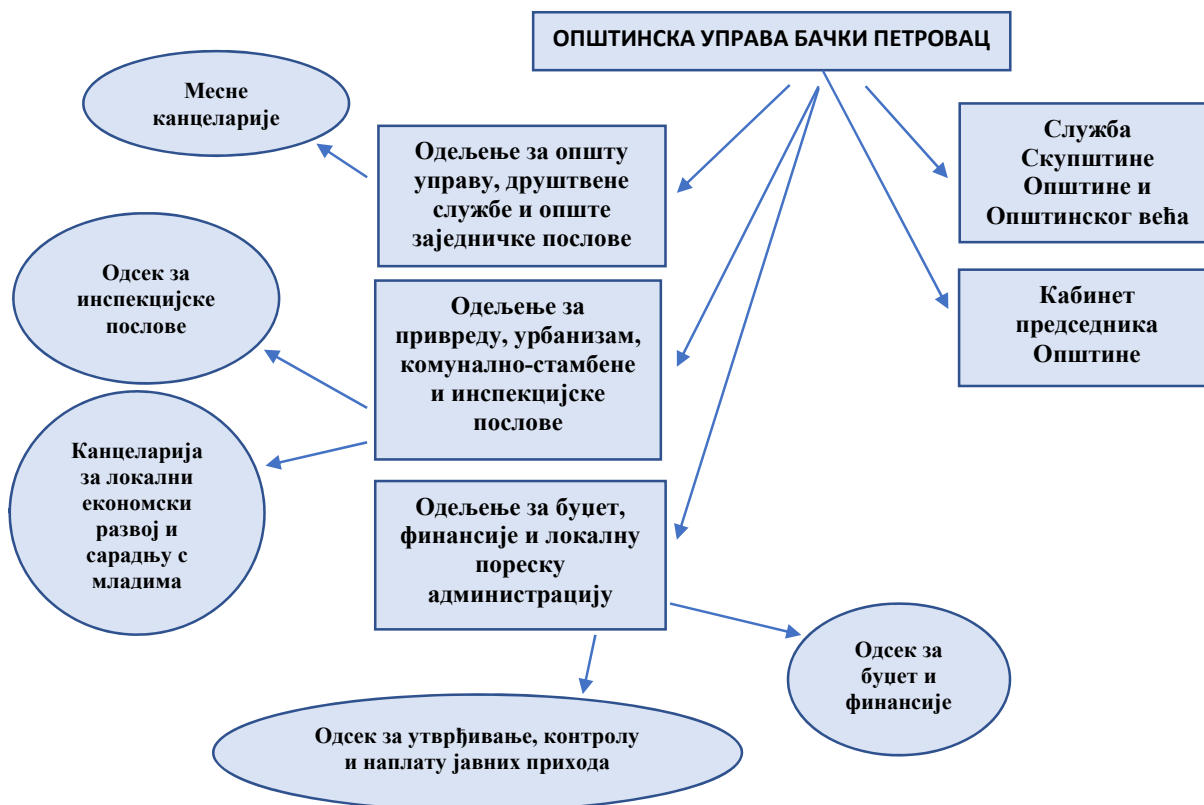 ОПШТИНСКА УПРАВА БАЧКИ ПЕТРОВАЦ
Месне
канцеларије
Одељење за општу
управу, друштвене
службе и опште
заједничке послове
Служба
Скупштине
Општине и
Општинског већа
Одсек за
инспекцијске
послове
Одељење за
привреду, урбанизам,
комунално-стамбене
и инспекцијске
послове
Кабинет
председника
Општине
Канцеларија
за локални
економски
развој и
сарадњу с
младима
Одељење за буџет,
финансије и локалну
пореску
администрацију
Одсек за
буџет и
финансије
Одсек за утврђивање, контролу
и наплату јавних прихода